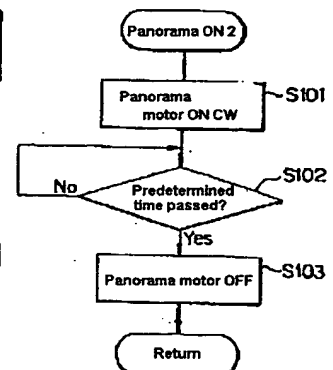 Panorama ON 2
Panorama
motor ON CW
S101
Predetermined
time passed?
S102
No
Yes
Panorama motor OFF
S103
Return